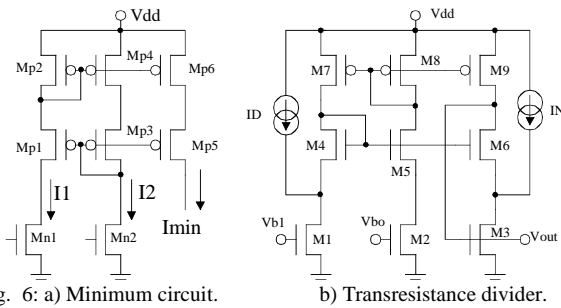 Vdd
Mp2
Mp4
Mp6
Mp1
Mp3
Mp5
I1
I2
Imin
Mn1
Mn2
Vdd
M7
M8
M9
ID
IN
M4
M5
M6
Vb1
M1
Vbo
M2
M3
Vout
g. 6: a) Minimum circuit.
b) Transresistance divider.